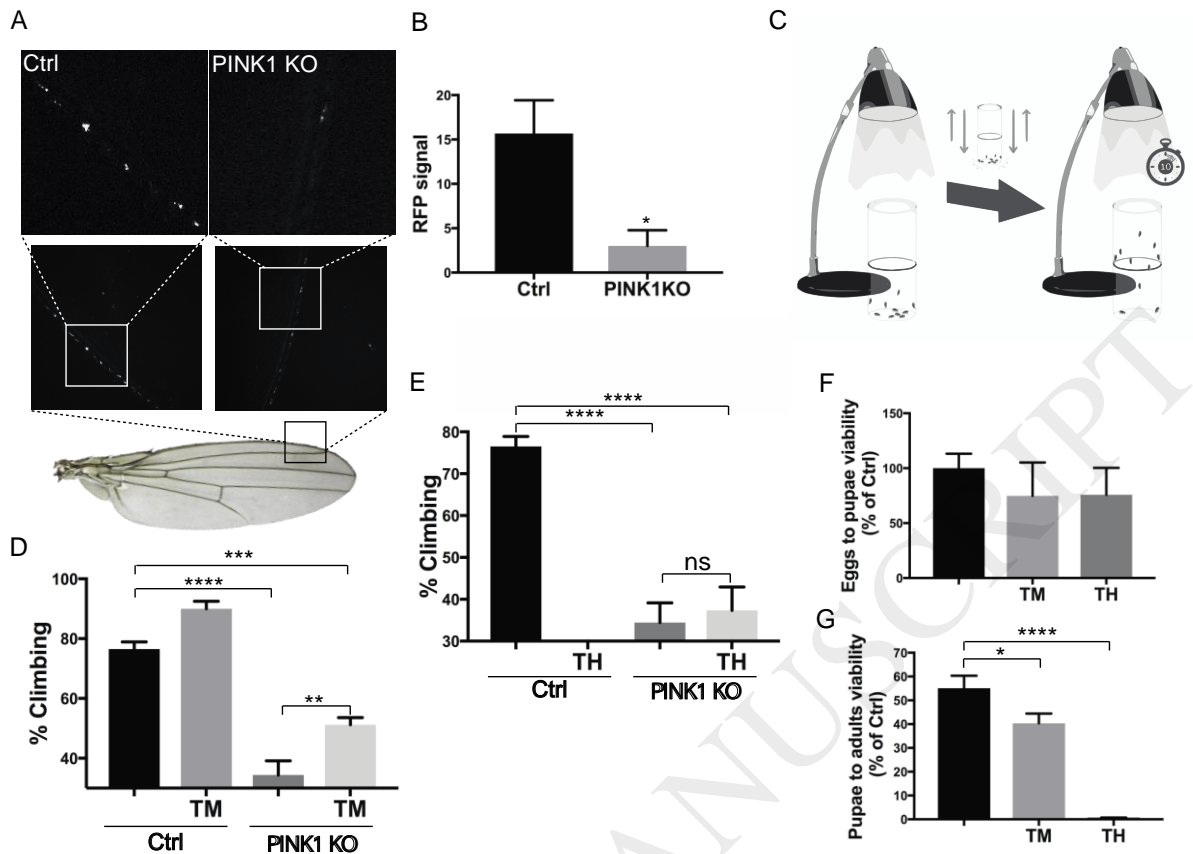 A
Ctrl
PINK1 KO
B
RFP signal
20
15
10
5
0
*
Ctrl
PINK1KO
C
10
D
% Climbing
100
80
60
40
***
****
**
TM
TM
Ctrl
PINK1 KO
E
% Climbing
80
70
60
50
40
30
****
****
ns
TH
TH
Ctrl
PINK1 KO
F
Eggs to pupae viability
(% of Ctrl)
150
100
50
0
TM
TH
G
Pupae to adults viability
(% of Ctrl)
70
60
50
40
30
20
10
0
****
*
TM
TH
ANUSCRIPT